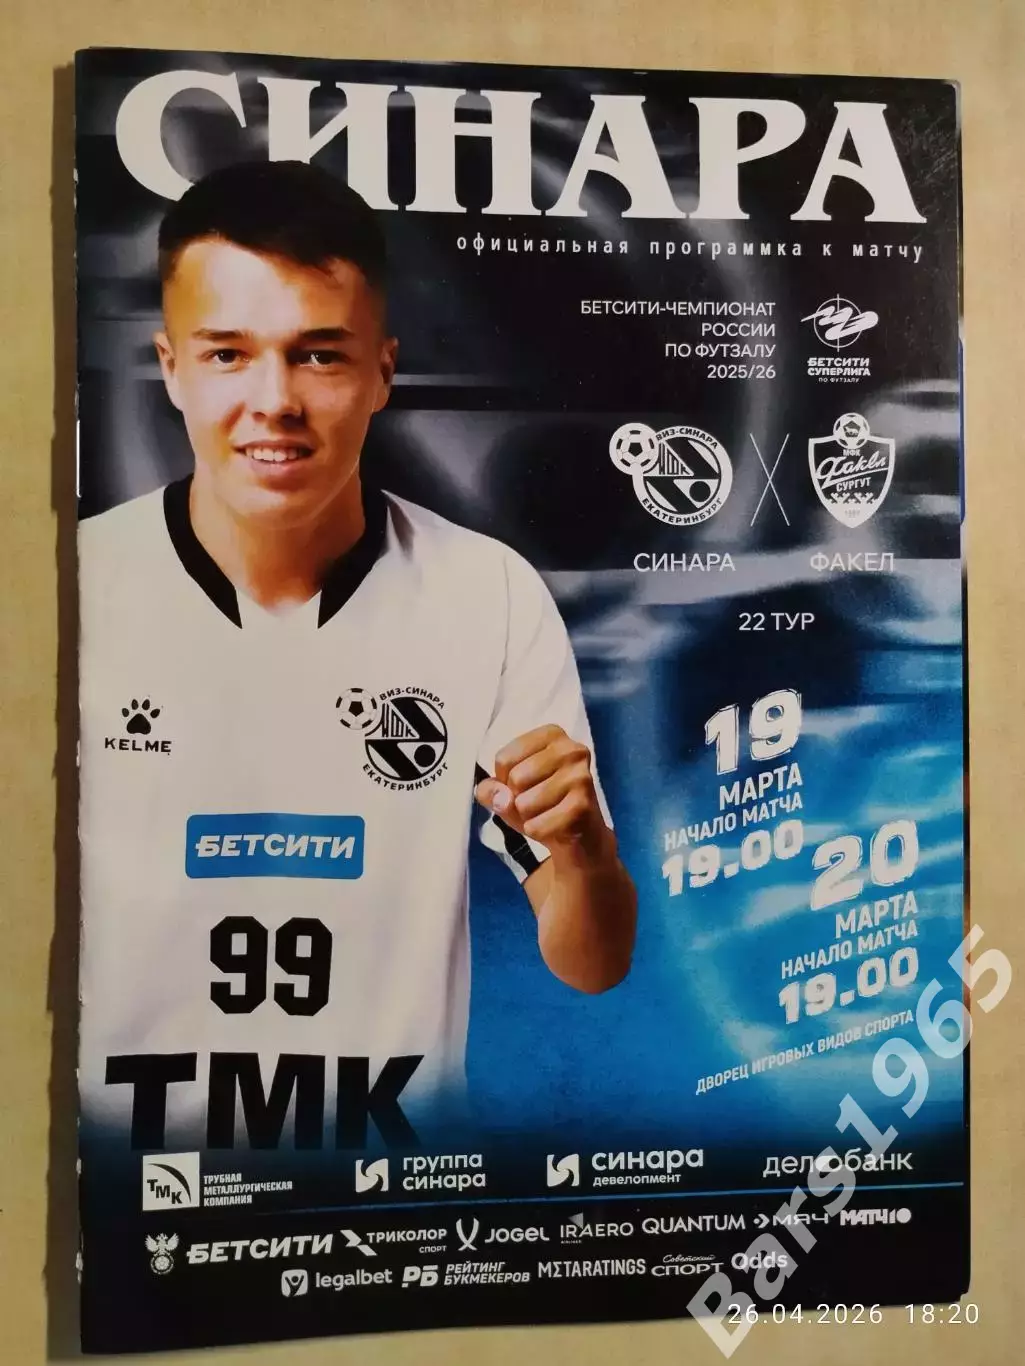 СИНАРА
официальная программка к матчу
БЕТСИТИ-ЧЕМПИОНАТ
РОССИИ
ПО ФУТЗАЛУ
2025/26
БЕТСИТИ
СУПЕРЛИГА
ПО ФУТЗАЛУ
ВИЗ-СИНАРА
МФК
ЕКАТЕРИНБУРГ
МФК
Факел
СУРГУТ
СИНАРА
ФАКЕЛ
22 ТУР
19
МАРТА
НАЧАЛО МАТЧА
19.00
20
МАРТА
НАЧАЛО МАТЧА
19.00
ДВОРЕЦ ИГРОВЫХ ВИДОВ СПОРТА
KELME
ВИЗ-СИНАРА
МФК
ЕКАТЕРИНБУРГ
БЕТСИТИ
99
ТМК
ТМК
ТРУБНАЯ
МЕТАЛЛУРГИЧЕСКАЯ
КОМПАНИЯ
группа
синара
синара
девелопмент
делобанк
БЕТСИТИ
ТРИКОЛОР
СПОРТ
JOGEL
IRAERO
QUANTUM
МЯЧ
МАТЧ
legalbet
РБ
РЕЙТИНГ
БУКМЕКЕРОВ
METARATINGS
Советский
СПОРТ
Odds
Bars1965
26.04.2026 18:20